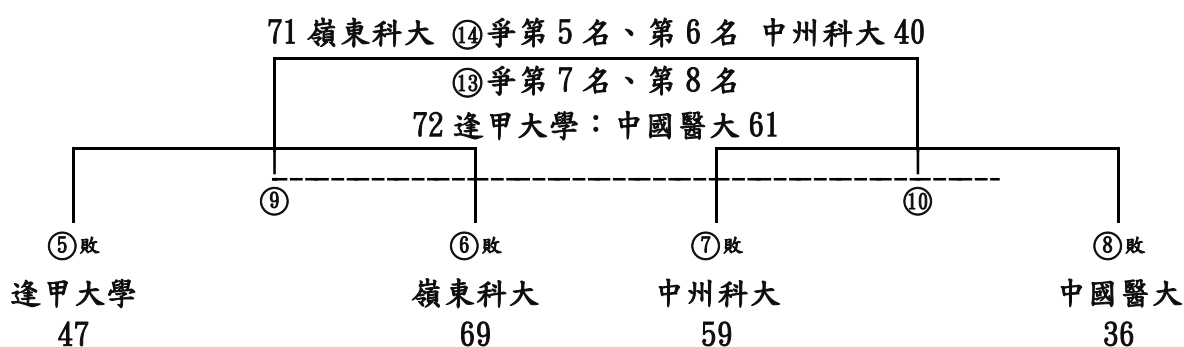 71 嶺東科大 ⑭爭第 5 名、第 6 名 中州科大 40
⑬爭第 7 名、第 8 名
72 逢甲大學：中國醫大 61
⑨ ⑩
⑤敗 ⑥敗 ⑦敗 ⑧敗
逢甲大學 嶺東科大 中州科大 中國醫大
47 69 59 36